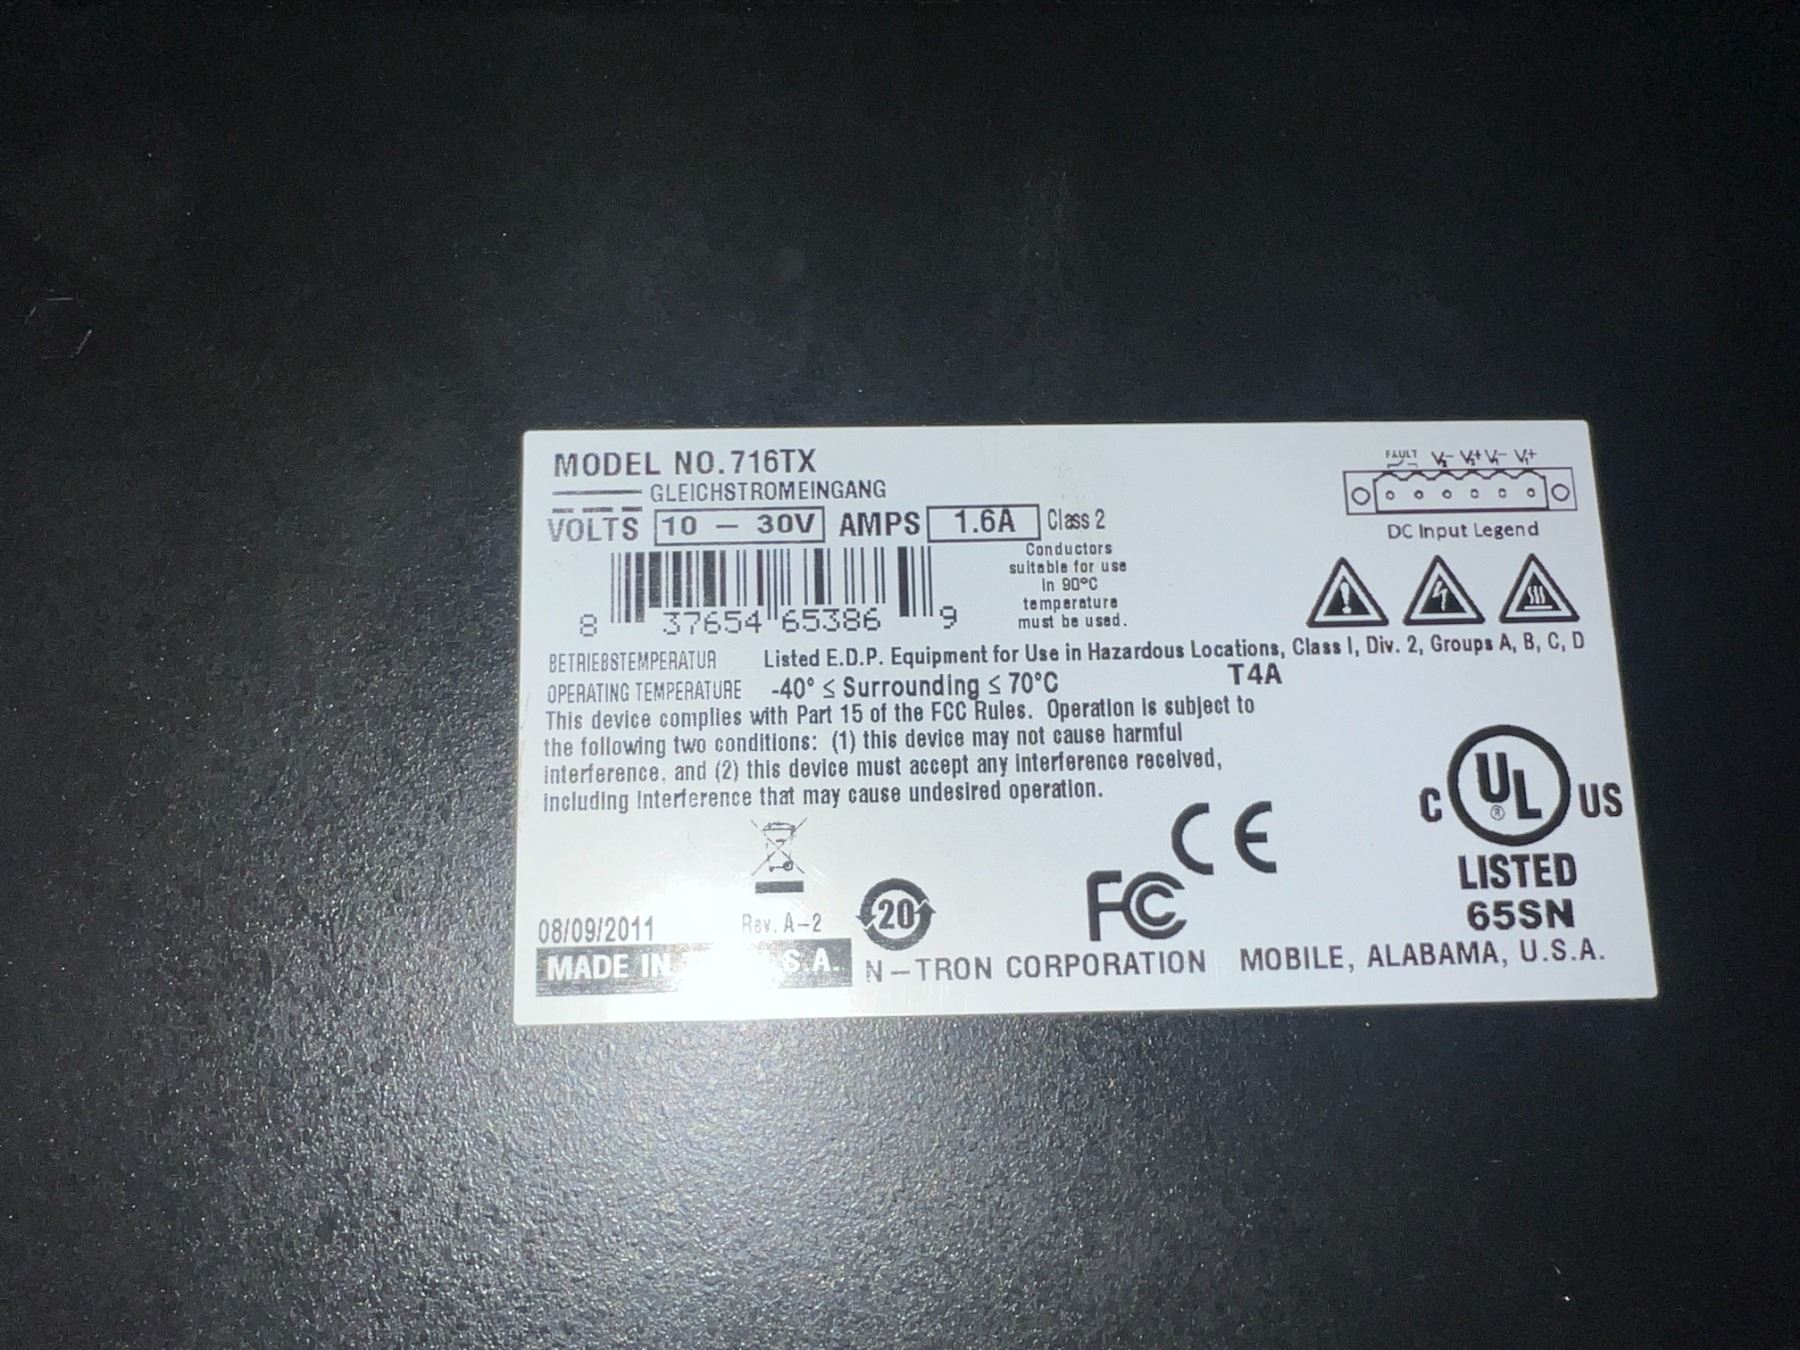 MODEL NO. 716TX
GLEICHSTROMEINGANG
VOLTS 10 – 30V AMPS 1.6A Class 2
Conductors
suitable for use
in 90°C
temperature
must be used.
8 37654 65386 9
FAULT V2- V2+ V1- V1+
DC Input Legend
BETRIEBSTEMPERATUR Listed E.D.P. Equipment for Use in Hazardous Locations, Class I, Div. 2, Groups A, B, C, D
OPERATING TEMPERATURE -40° ≤ Surrounding ≤ 70°C T4A
This device complies with Part 15 of the FCC Rules. Operation is subject to
the following two conditions: (1) this device may not cause harmful
interference, and (2) this device must accept any interference received,
including interference that may cause undesired operation.
C UL ® US
LISTED
65SN
CE
FC
20
08/09/2011 Rev. A-2
MADE IN S.A.
N-TRON CORPORATION MOBILE, ALABAMA, U.S.A.